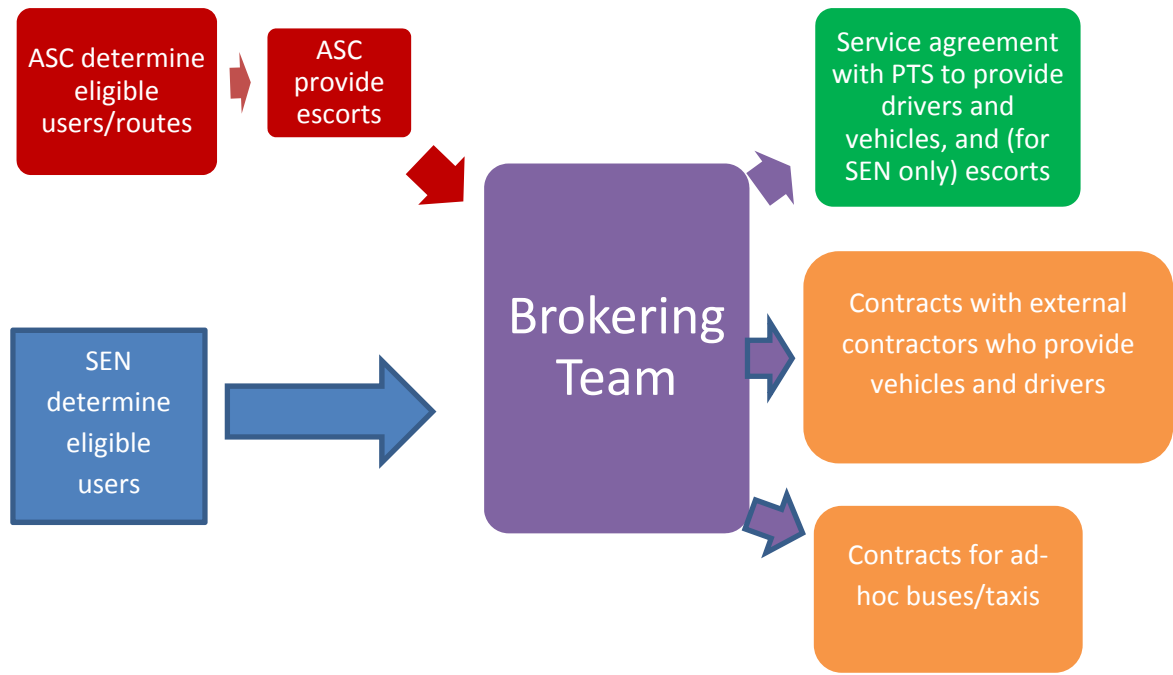 ASC determine
eligible
users/routes
ASC
provide
escorts
SEN
determine
eligible
users
Brokering
Team
Service agreement
with PTS to provide
drivers and
vehicles, and (for
SEN only) escorts
Contracts with external
contractors who provide
vehicles and drivers
Contracts for ad-
hoc buses/taxis